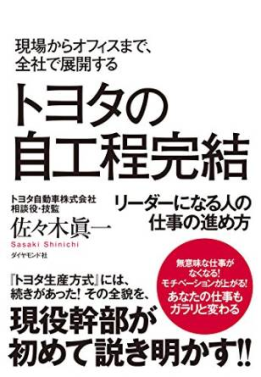 現場からオフィスまで、
全社で展開する
トヨタの
自工程完結
トヨタ自動車株式会社
相談役・技監
佐々木眞一
Sasaki Shinichi
ダイヤモンド社
リーダーになる人の
仕事の進め方
無意味な仕事が
なくなる!
モチベーションが上がる!
あなたの仕事も
ガラリと変わる
『トヨタ生産方式』には、
続きがあった! その全貌を、
現役幹部が
初めて説き明かす!!